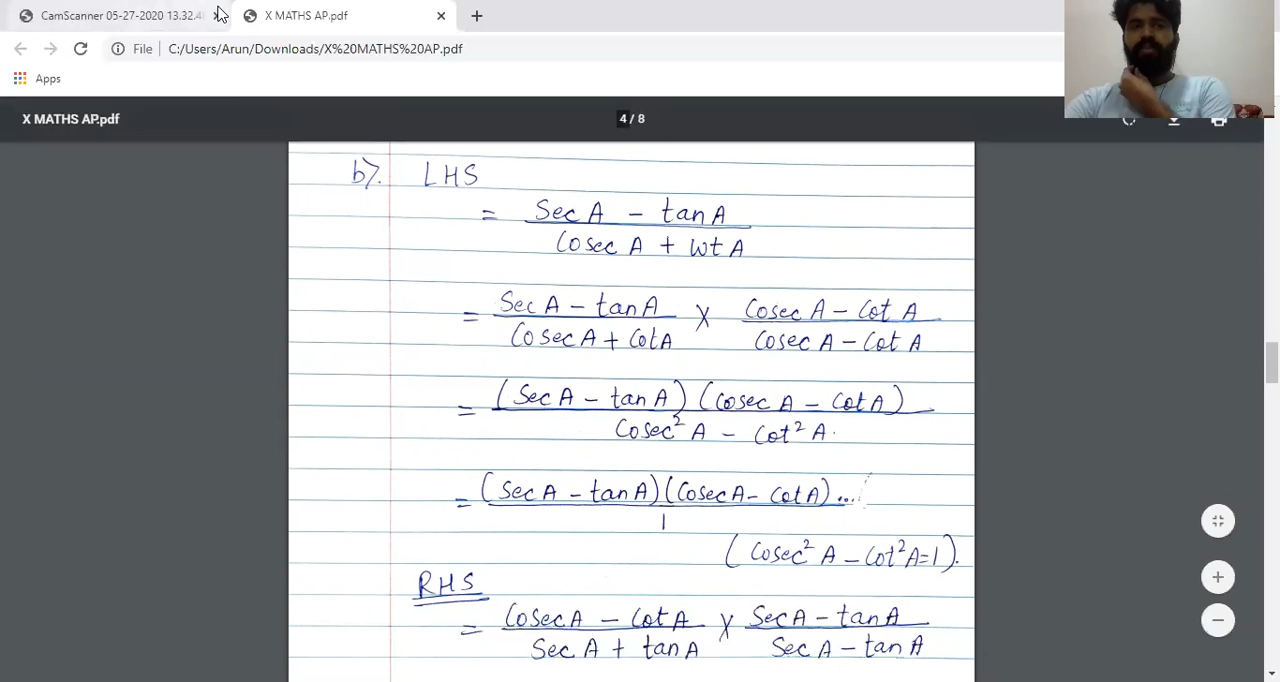 CamScanner 05-27-2020 13.32.4
X MATHS AP.pdf
File C:/Users/Arun/Downloads/X%20MATHS%20AP.pdf
Apps
X MATHS AP.pdf
4 / 8
b). LHS
= Sec A - tan A / Cosec A + Cot A
= Sec A - tan A / Cosec A + Cot A X Cosec A - Cot A / Cosec A - Cot A
= (Sec A - tan A) (Cosec A - Cot A) / Cosec² A - Cot² A.
= (Sec A - tan A)(Cosec A - Cot A) / 1 ...
(Cosec² A - Cot² A = 1).
RHS
= Cosec A - Cot A / Sec A + tan A X Sec A - tan A / Sec A - tan A